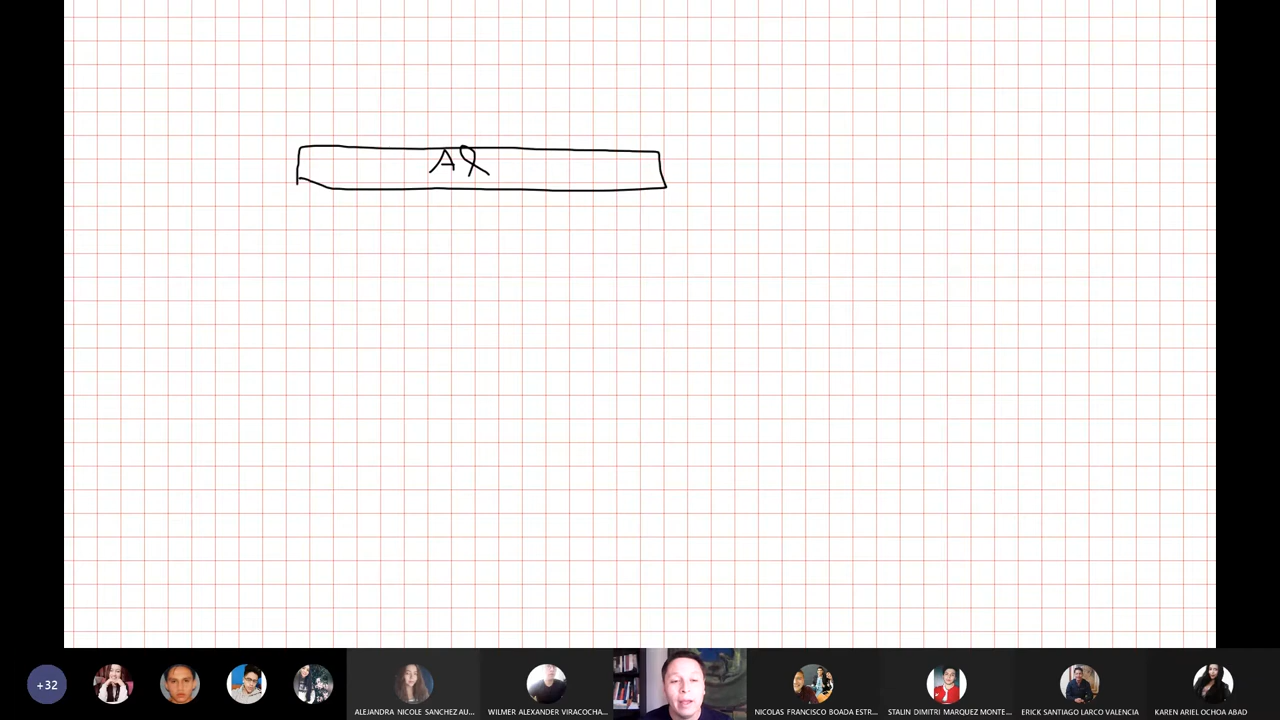 +32
ALEJANDRA NICOLE SANCHEZ AU...
WILMER ALEXANDER VIRACOCHA...
NICOLAS FRANCISCO BOADA ESTR...
STALIN DIMITRI MARQUEZ MONTE...
ERICK SANTIAGO LARCO VALENCIA
KAREN ARIEL OCHOA ABAD